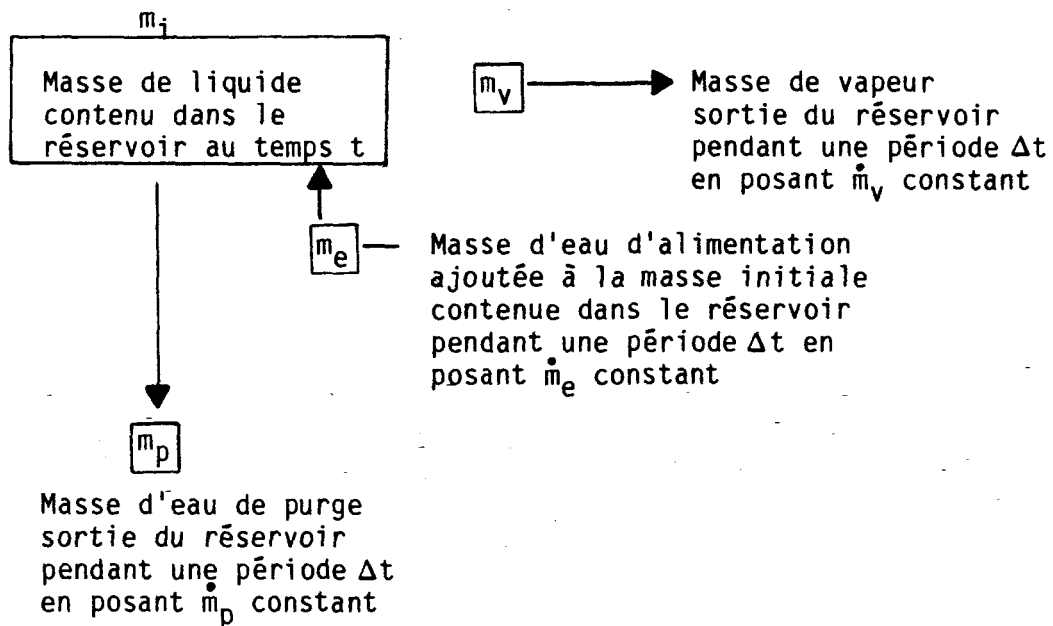 m_i
Masse de liquide
contenu dans le
réservoir au temps t
m_v
Masse de vapeur
sortie du réservoir
pendant une période Δt
en posant ṁ_v constant
m_e
Masse d'eau d'alimentation
ajoutée à la masse initiale
contenue dans le réservoir
pendant une période Δt en
posant ṁ_e constant
m_p
Masse d'eau de purge
sortie du réservoir
pendant une période Δt
en posant ṁ_p constant